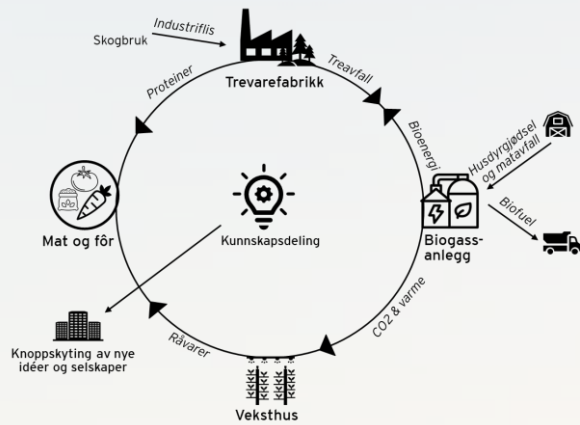 Industriflis
Skogbruk
Trevarefabrikk
Treavfall
Proteiner
Bioenergi
Husdyrgjødsel
og matavfall
Biofuel
Biogass-
anlegg
Mat og fôr
Kunnskapsdeling
CO2 & varme
Råvarer
Knoppskyting av nye
idéer og selskaper
Veksthus